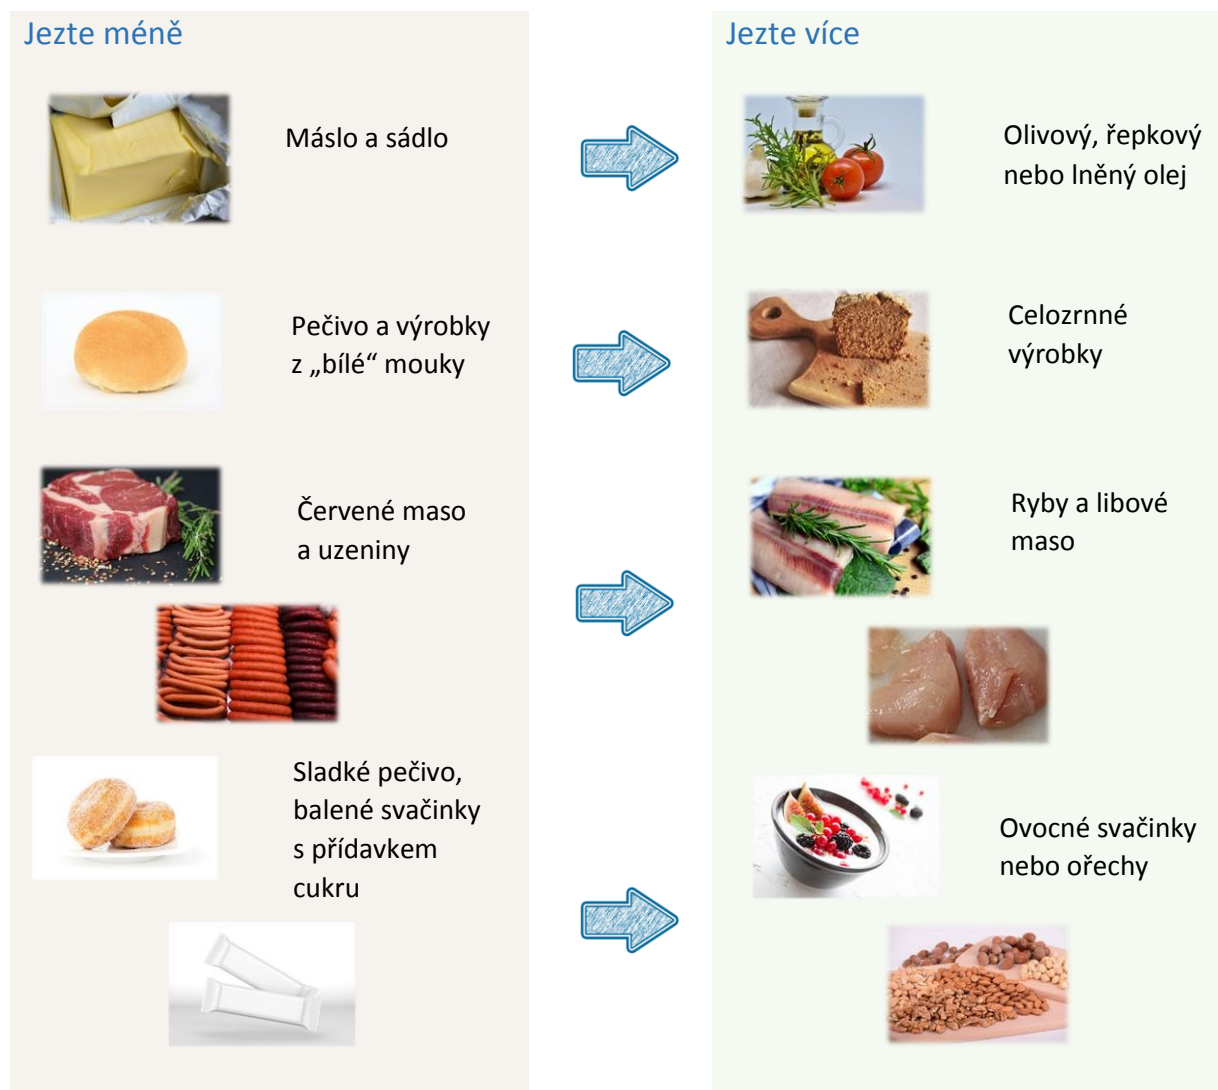 Jezte méně
Jezte více
Máslo a sádlo
Olivový, řepkový
nebo lněný olej
Pečivo a výrobky
z „bílé“ mouky
Celozrnné
výrobky
Červené maso
a uzeniny
Ryby a libové
maso
Sladké pečivo,
balené svačinky
s přídavkem
cukru
Ovocné svačinky
nebo ořechy